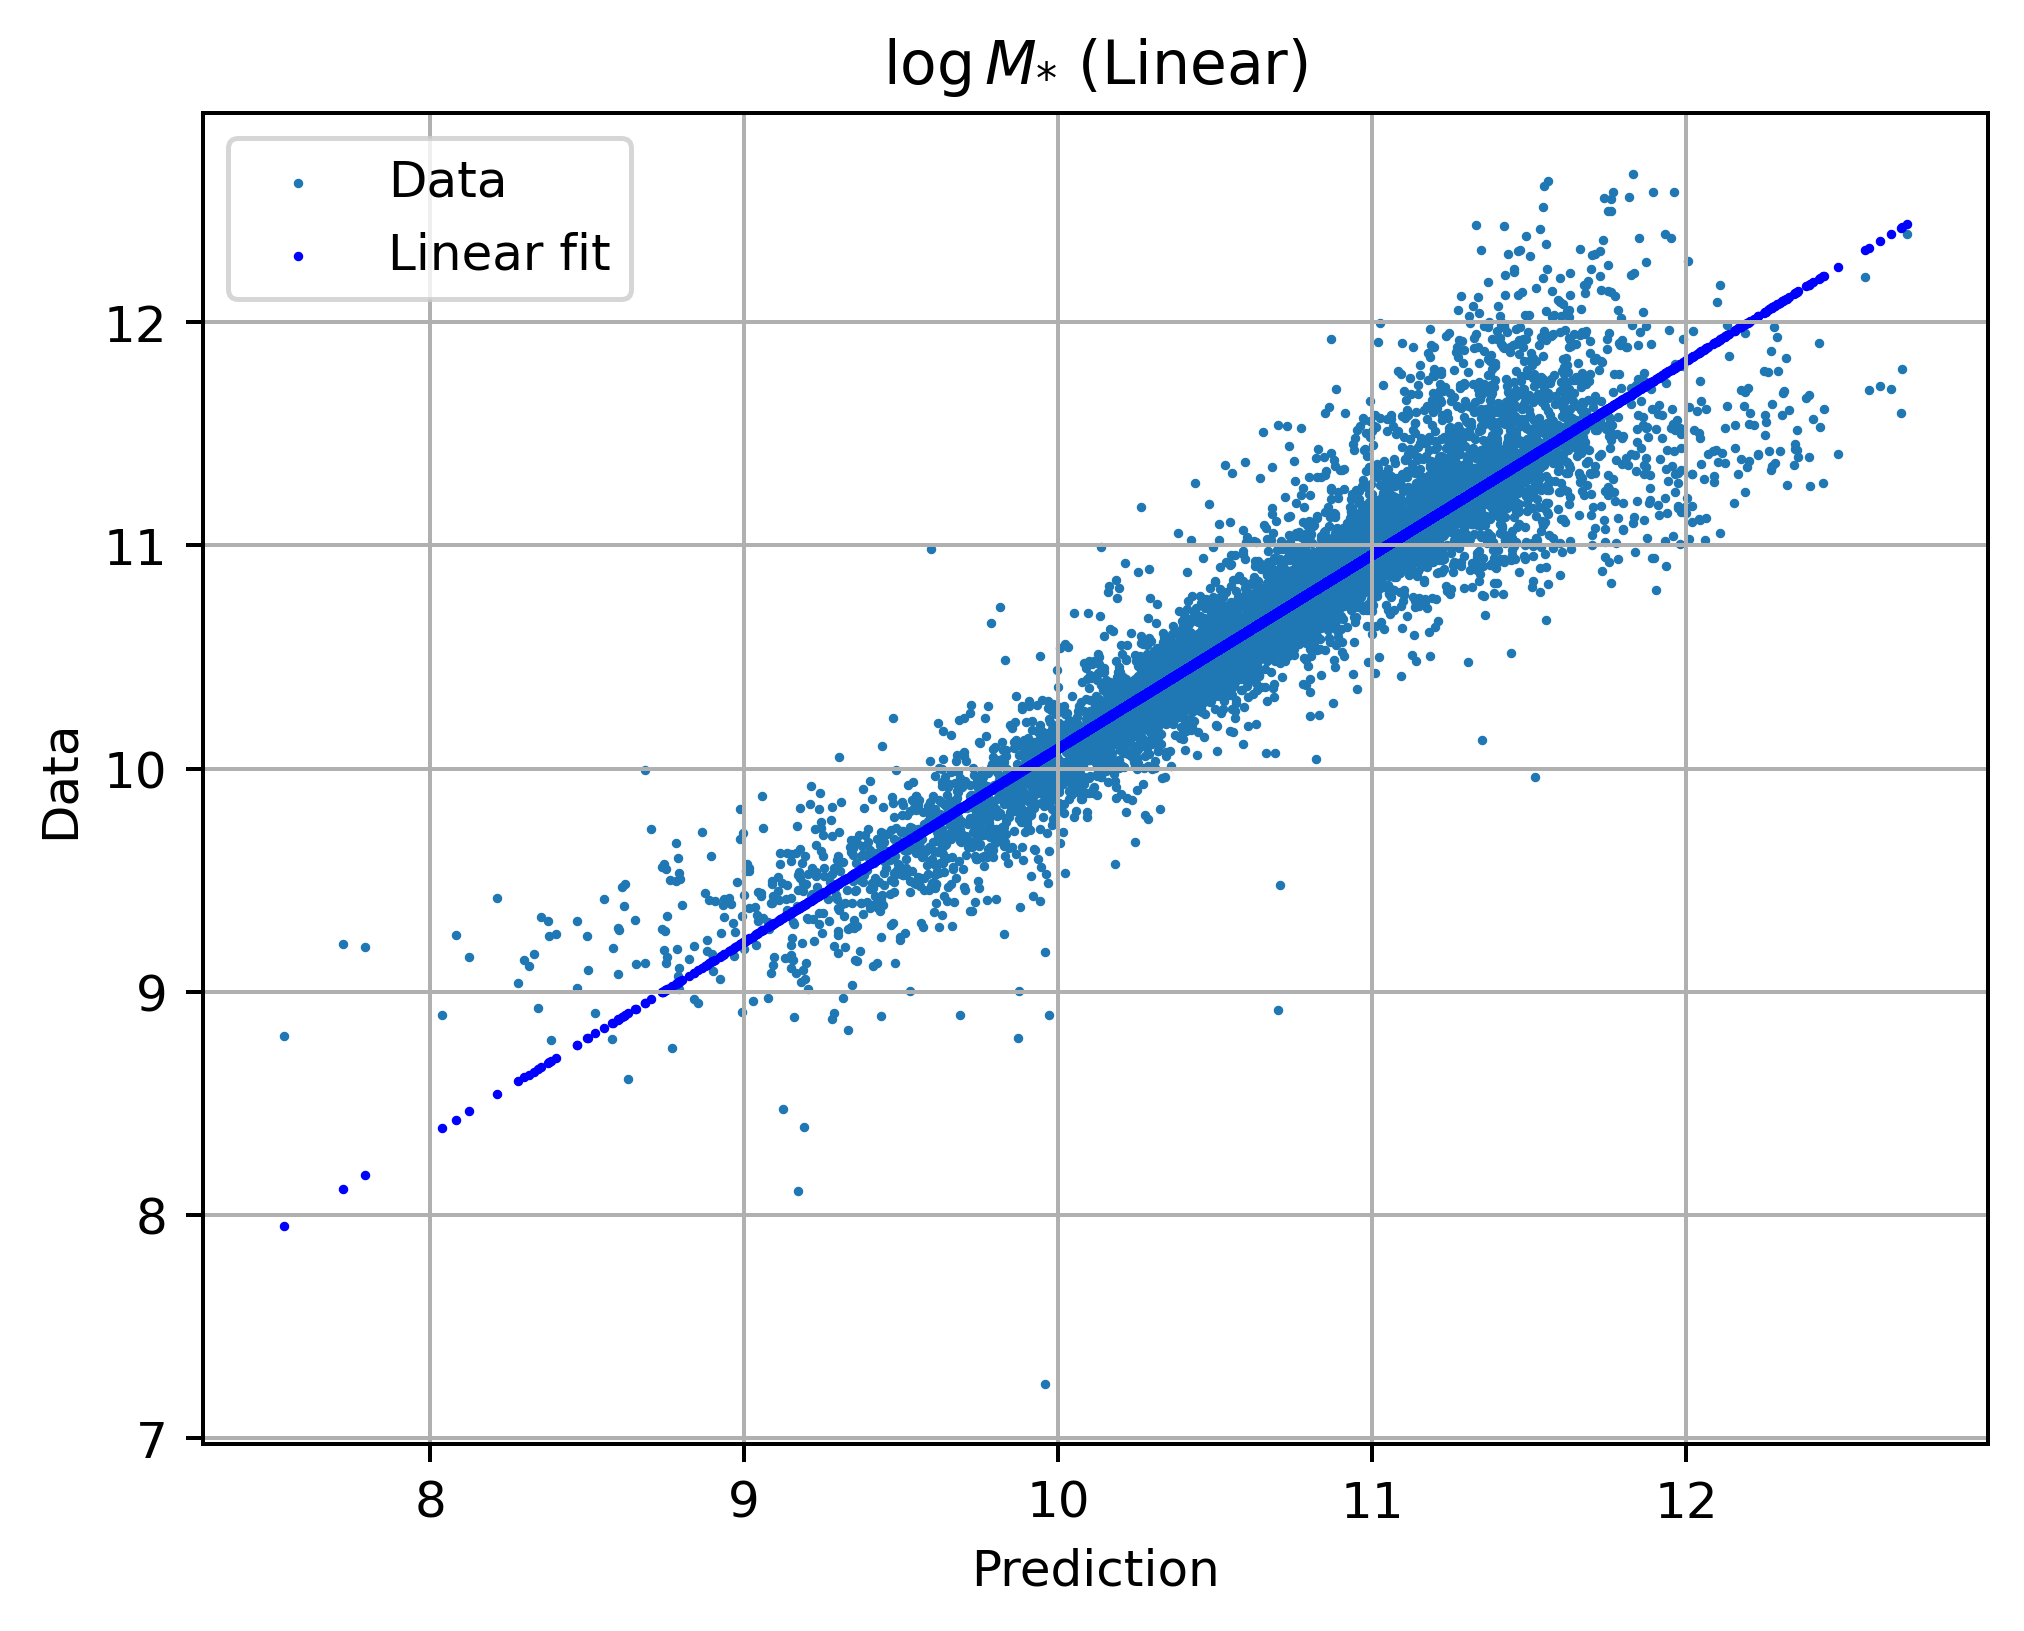 log M* (Linear)
Data
Linear fit
12
11
10
9
8
7
Data
8 9 10 11 12
Prediction